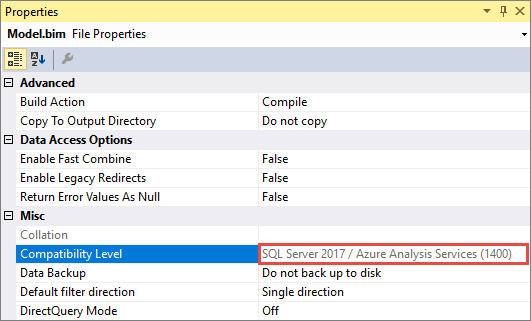 Properties
Model.bim File Properties
Advanced
Build Action Compile
Copy To Output Directory Do not copy
Data Access Options
Enable Fast Combine False
Enable Legacy Redirects False
Return Error Values As Null False
Misc
Collation
Compatibility Level SQL Server 2017 / Azure Analysis Services (1400)
Data Backup Do not back up to disk
Default filter direction Single direction
DirectQuery Mode Off